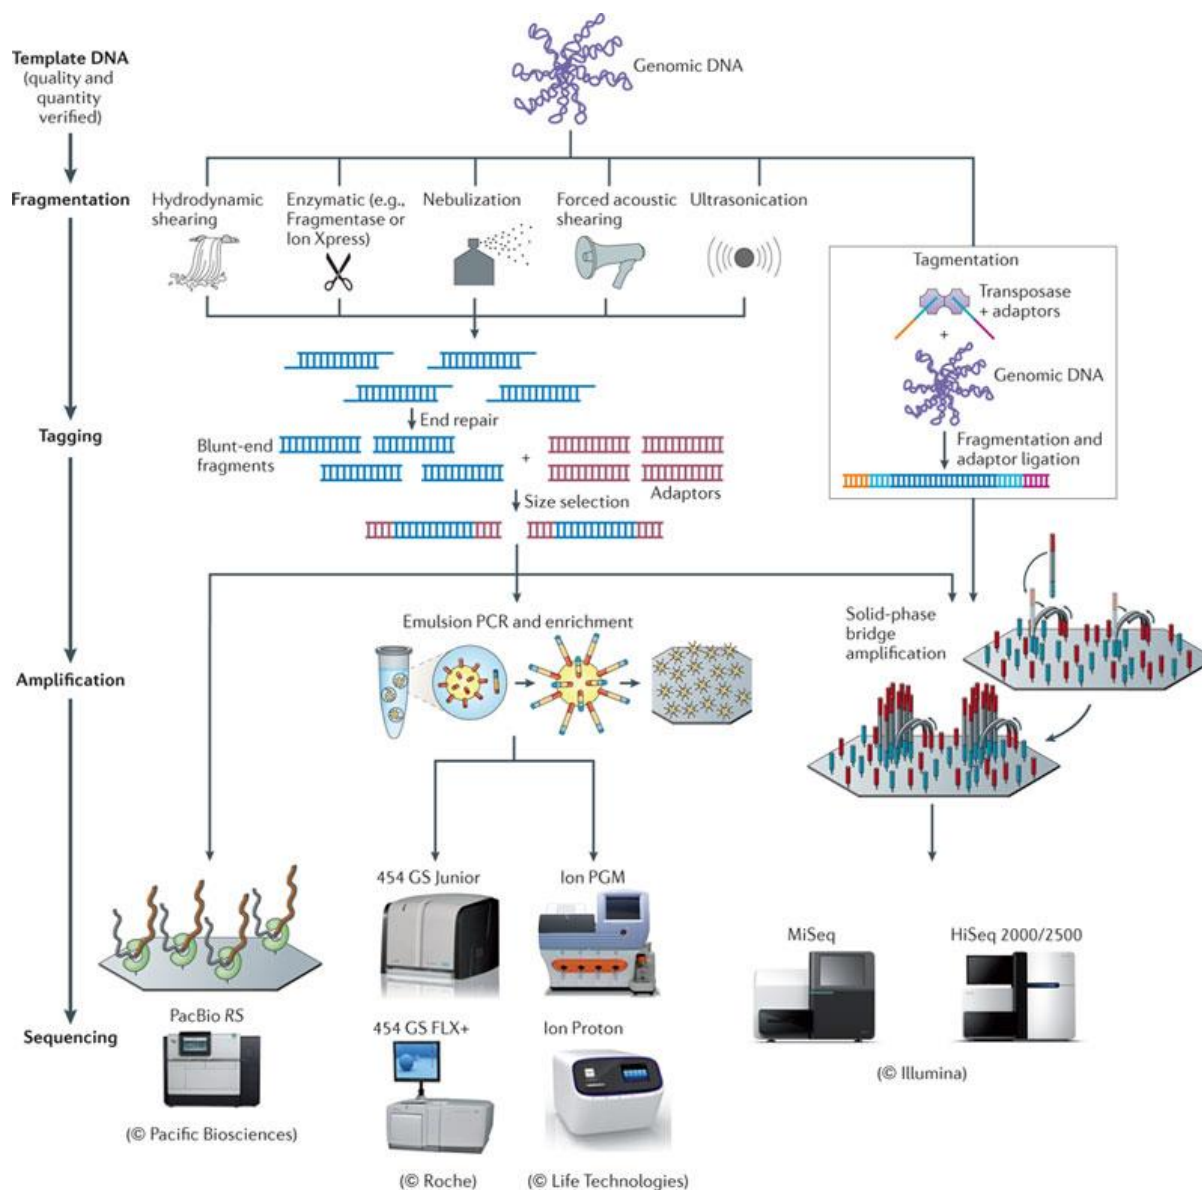 Template DNA
(quality and
quantity
verified)
Genomic DNA
Fragmentation
Hydrodynamic
shearing
Enzymatic (e.g.,
Fragmentase or
Ion Xpress)
Nebulization
Forced acoustic
shearing
Ultrasonication
Tagmentation
Transposase
+ adaptors
+
Genomic DNA
Fragmentation and
adaptor ligation
End repair
Tagging
Blunt-end
fragments
+
Adaptors
Size selection
Emulsion PCR and enrichment
Solid-phase
bridge
amplification
Amplification
454 GS Junior
Ion PGM
MiSeq
HiSeq 2000/2500
PacBio RS
454 GS FLX+
Ion Proton
Sequencing
(© Illumina)
(© Pacific Biosciences)
(© Roche)
(© Life Technologies)